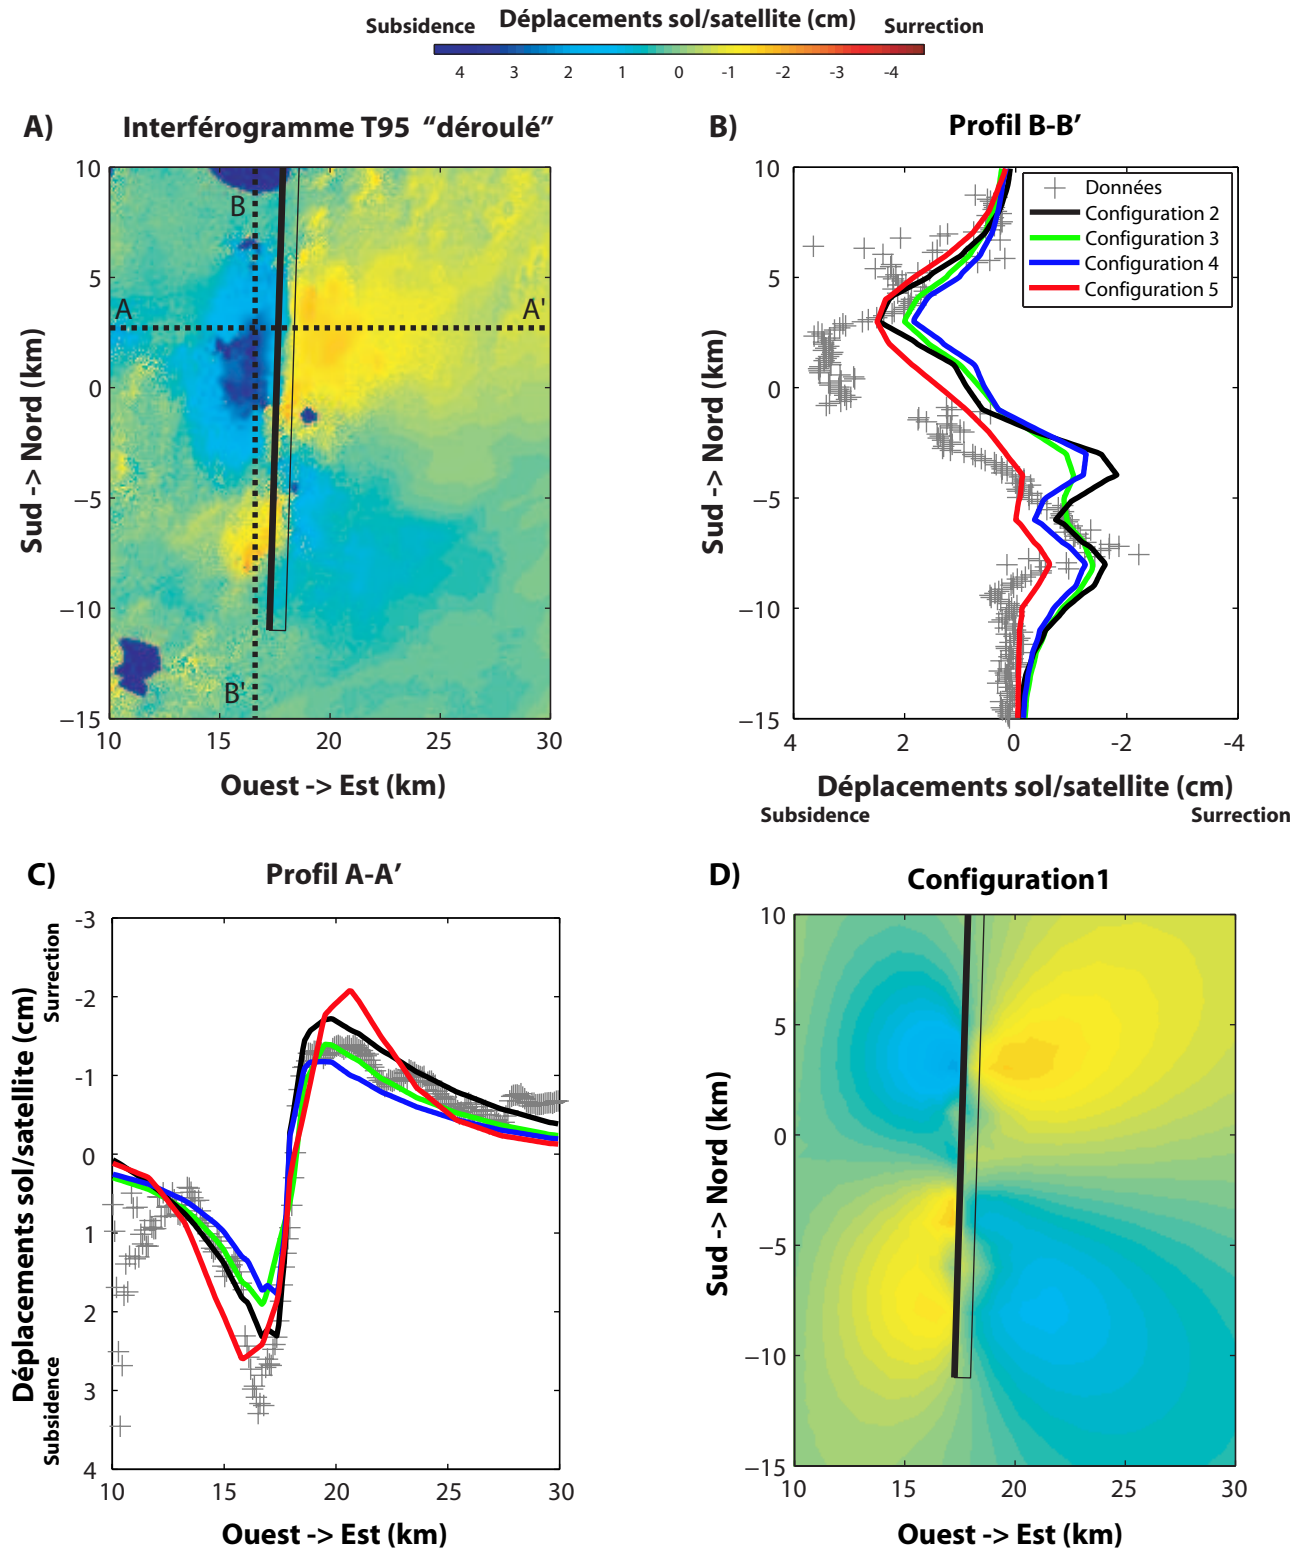 Subsidence Déplacements sol/satellite (cm) Surrection
4 3 2 1 0 -1 -2 -3 -4
A) Interférogramme T95 “déroulé”
10
5
0
−5
−10
−15
10 15 20 25 30
Sud -> Nord (km)
Ouest -> Est (km)
B
A A'
B'
B) Profil B-B’
10
5
0
−5
−10
−15
4 2 0 -2 -4
Sud -> Nord (km)
Données
Configuration 2
Configuration 3
Configuration 4
Configuration 5
Déplacements sol/satellite (cm)
Subsidence Surrection
C) Profil A-A’
-3
-2
-1
0
1
2
3
4
10 15 20 25 30
Surrection
Déplacements sol/satellite (cm)
Subsidence
Ouest -> Est (km)
D) Configuration1
10
5
0
−5
−10
−15
10 15 20 25 30
Sud -> Nord (km)
Ouest -> Est (km)